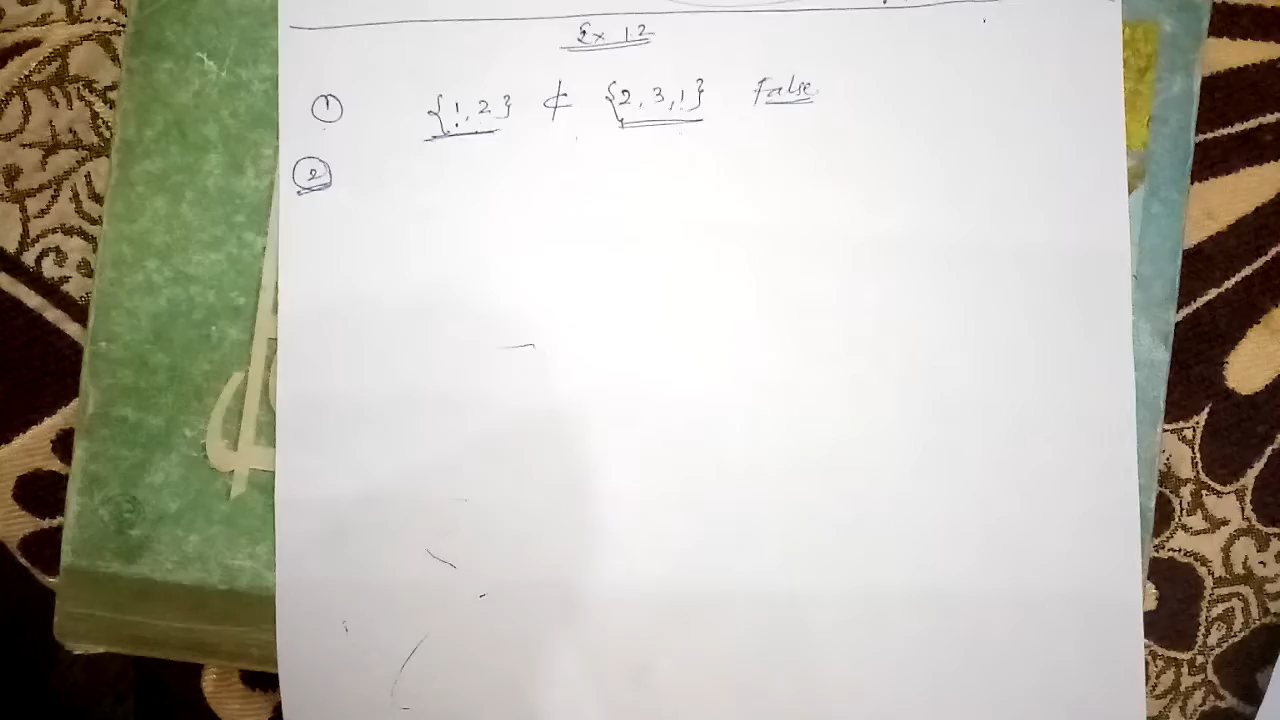 Ex 1.2
① {1, 2} ⊄ {2, 3, 1} False
②